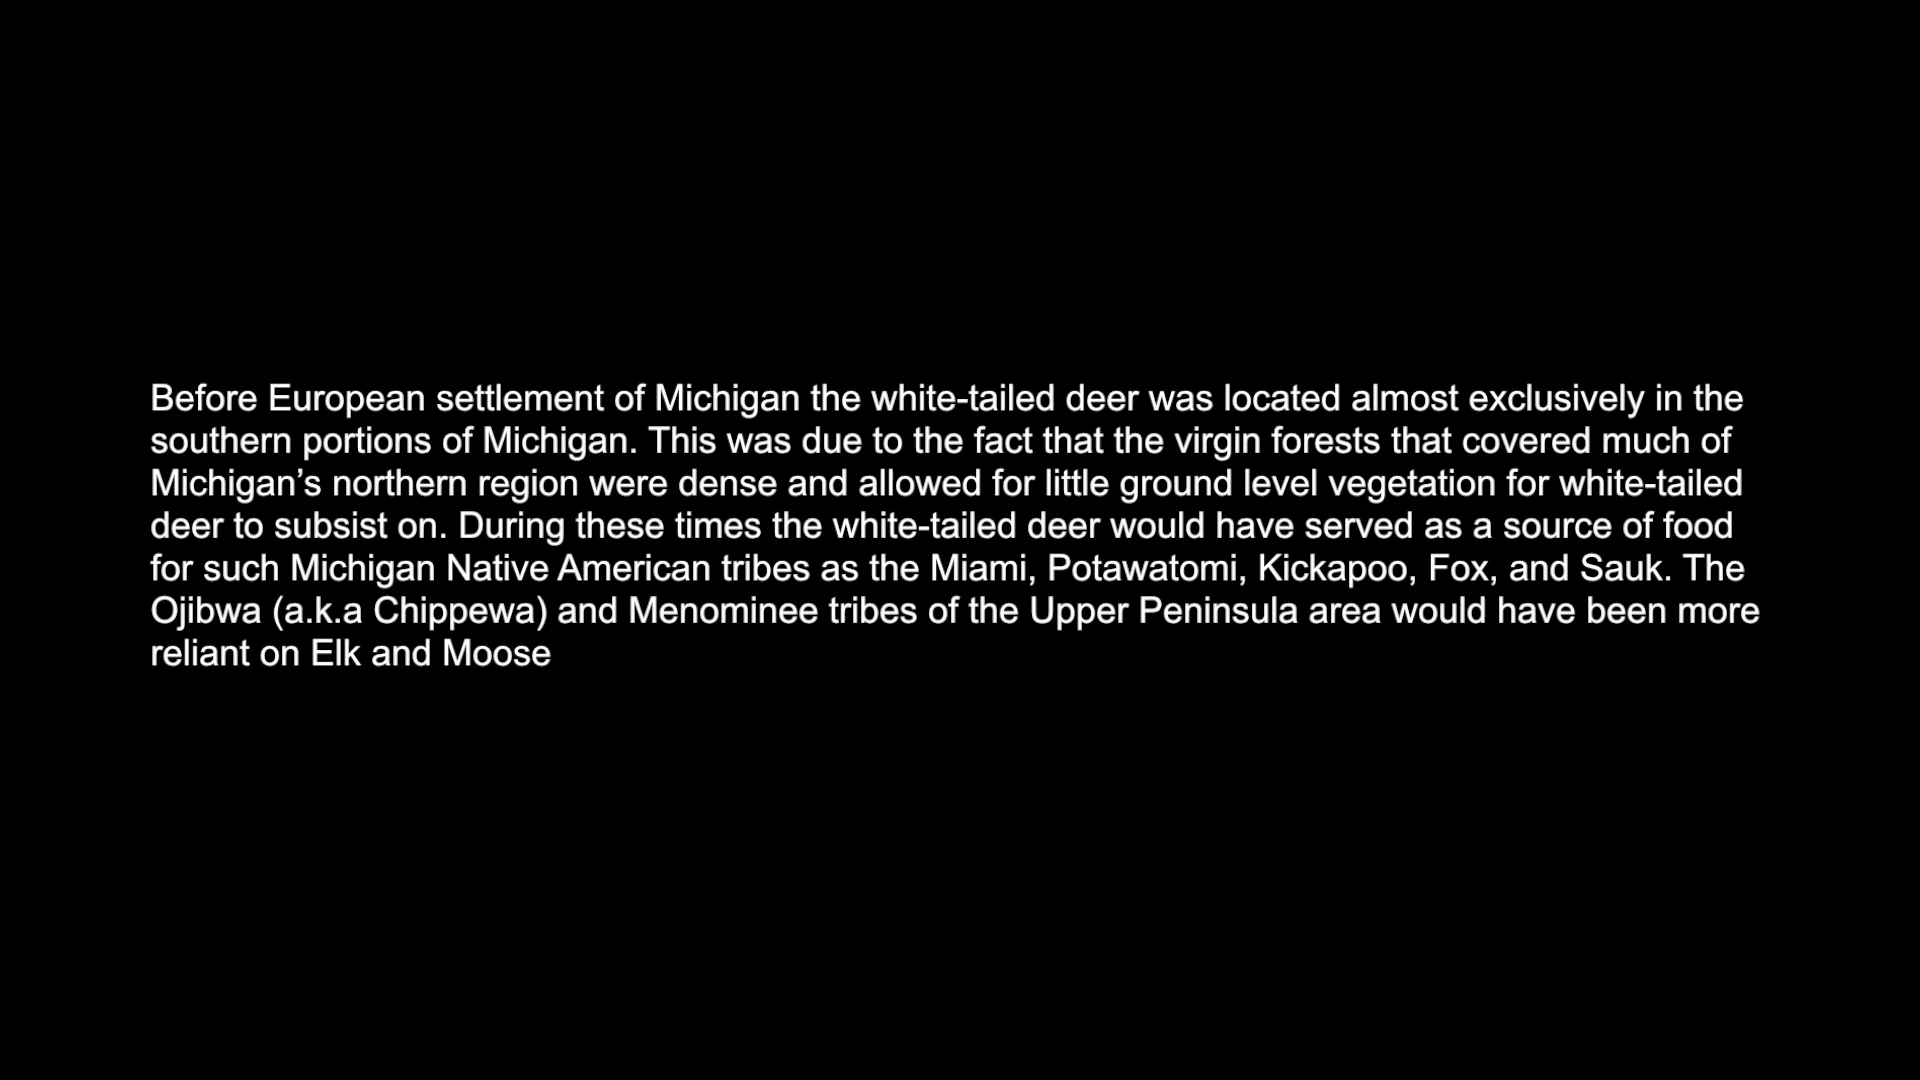 Before European settlement of Michigan the white-tailed deer was located almost exclusively in the
southern portions of Michigan. This was due to the fact that the virgin forests that covered much of
Michigan’s northern region were dense and allowed for little ground level vegetation for white-tailed
deer to subsist on. During these times the white-tailed deer would have served as a source of food
for such Michigan Native American tribes as the Miami, Potawatomi, Kickapoo, Fox, and Sauk. The
Ojibwa (a.k.a Chippewa) and Menominee tribes of the Upper Peninsula area would have been more
reliant on Elk and Moose